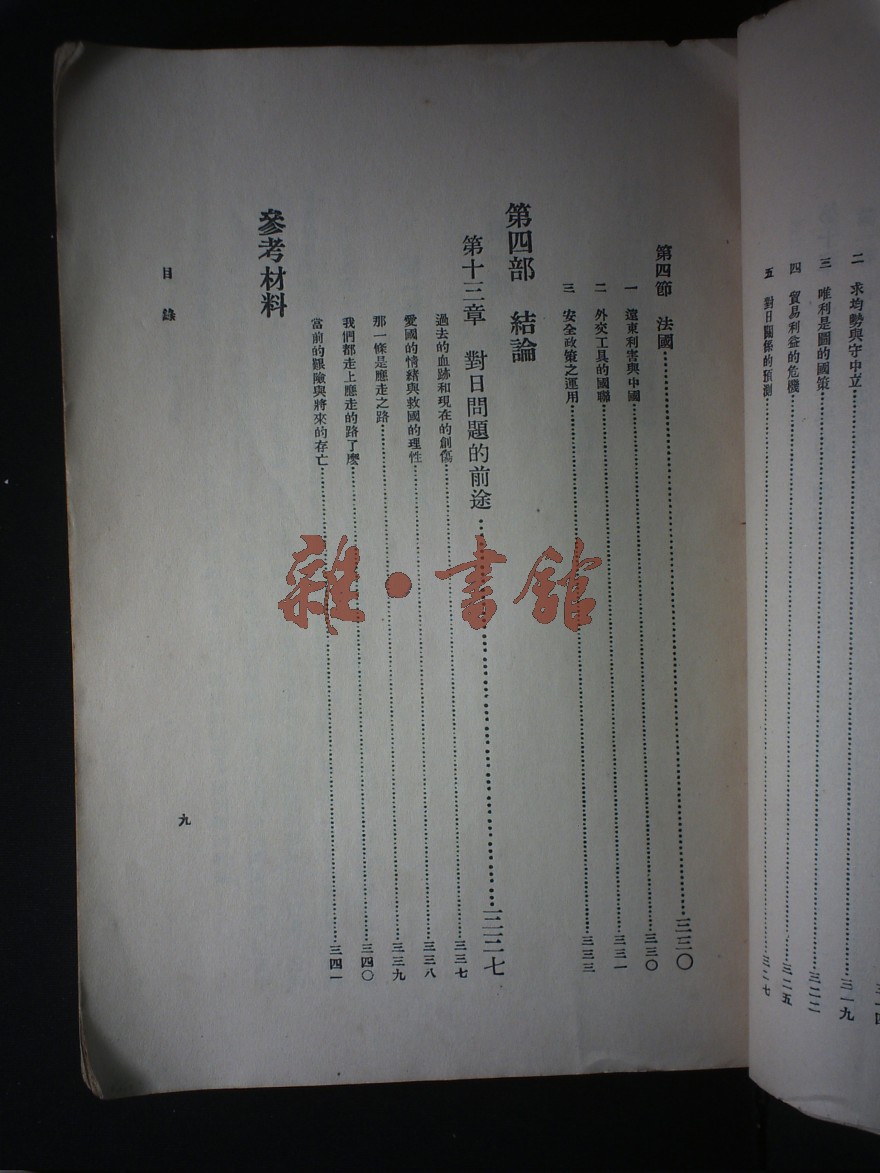 二 求均勢與守中立……三一九
三 唯利是圖的國策……三二二
四 貿易利益的危機……三二五
五 對日關係的預測……三二七
第四節 法國……三三〇
一 遠東利害與中國……三三〇
二 外交工具的國聯……三三一
三 安全政策之運用……三三三
第四部 結論
第十三章 對日問題的前途……三三七
過去的血跡和現在的創傷……三三七
愛國的情緒與救國的理性……三三八
那一條是應走之路……三三九
我們都走上應走的路了麽……三四〇
當前的艱險與將來的存亡……三四一
參考材料
目錄
九
雜·書館